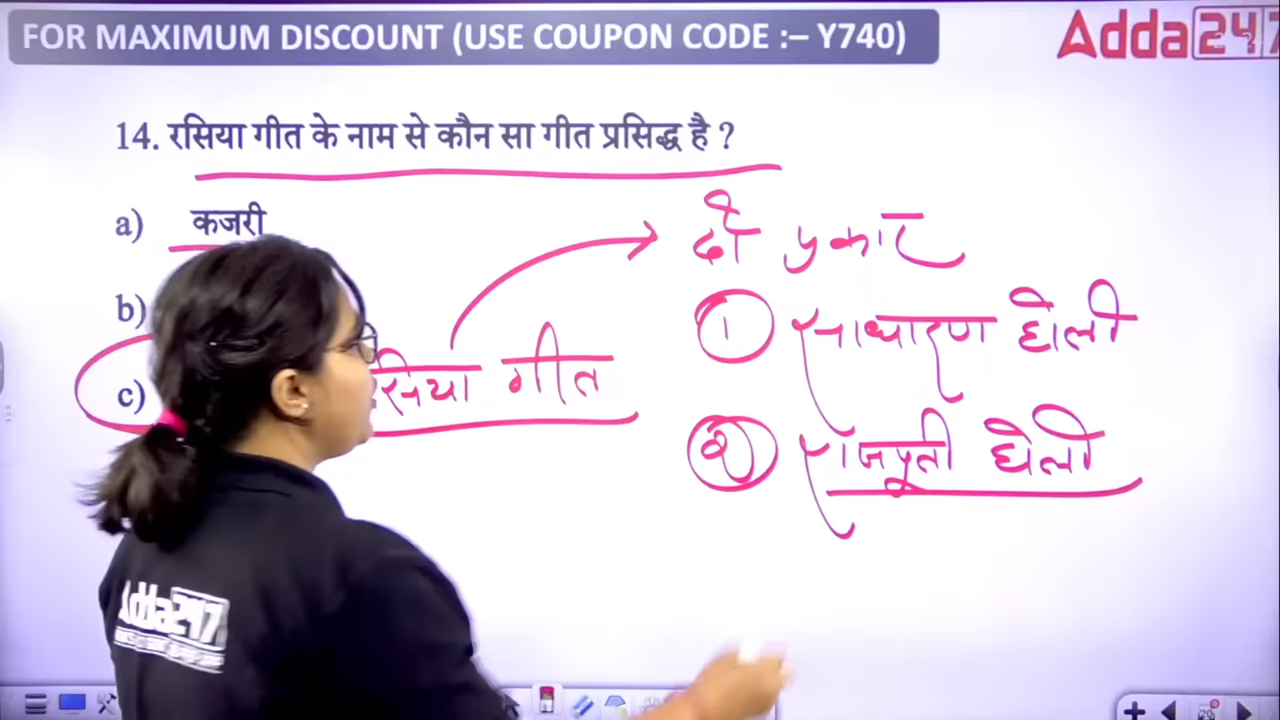 FOR MAXIMUM DISCOUNT (USE COUPON CODE :– Y740)
Adda247
14. रसिया गीत के नाम से कौन सा गीत प्रसिद्ध है ?
a) कजरी
दो प्रकार
b)
① साधारण शैली
c) सिया गीत
② राजपूती शैली
Adda247